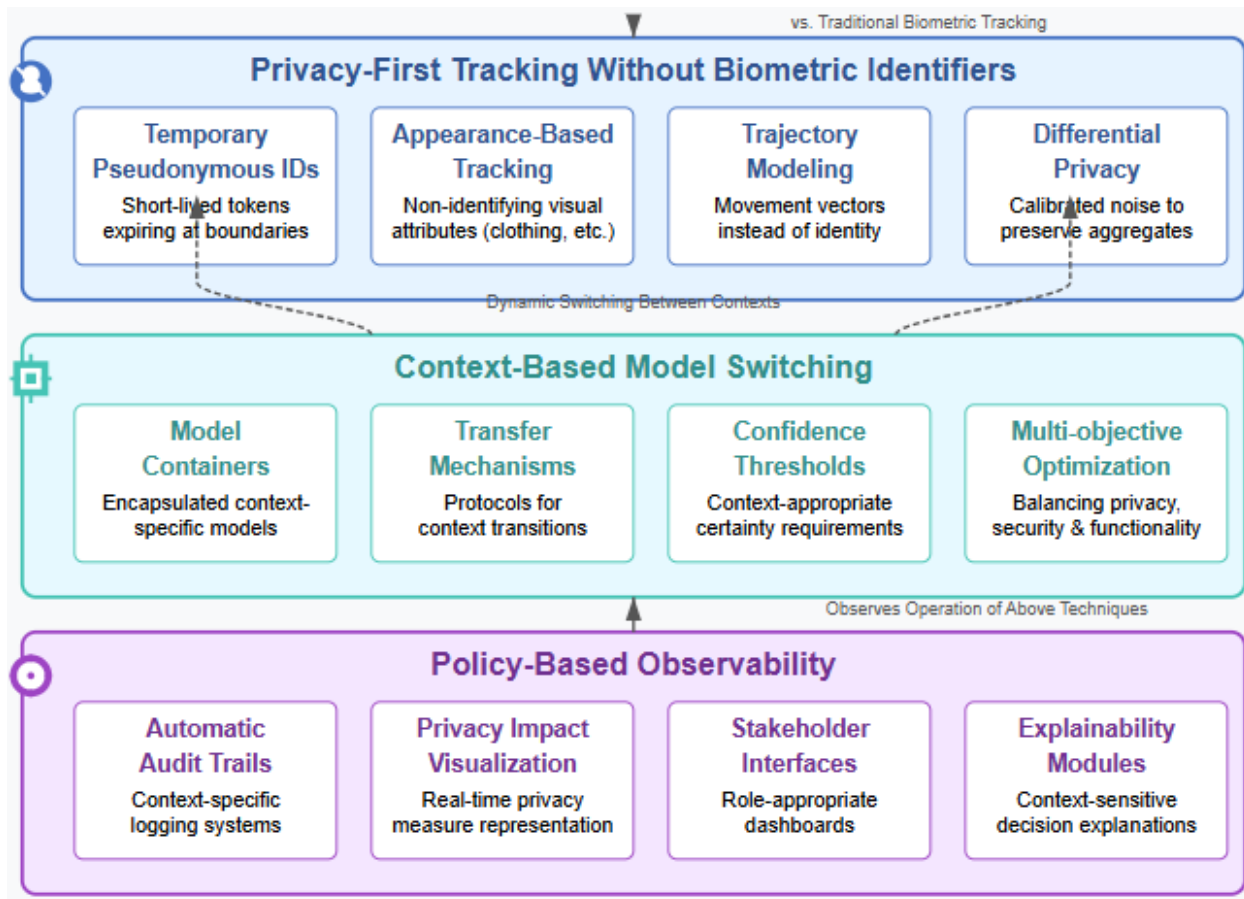 vs. Traditional Biometric Tracking
Privacy-First Tracking Without Biometric Identifiers
Temporary
Pseudonymous IDs
Short-lived tokens
expiring at boundaries
Appearance-Based
Tracking
Non-identifying visual
attributes (clothing, etc.)
Trajectory
Modeling
Movement vectors
instead of identity
Differential
Privacy
Calibrated noise to
preserve aggregates
Dynamic Switching Between Contexts
Context-Based Model Switching
Model
Containers
Encapsulated context-
specific models
Transfer
Mechanisms
Protocols for
context transitions
Confidence
Thresholds
Context-appropriate
certainty requirements
Multi-objective
Optimization
Balancing privacy,
security & functionality
Observes Operation of Above Techniques
Policy-Based Observability
Automatic
Audit Trails
Context-specific
logging systems
Privacy Impact
Visualization
Real-time privacy
measure representation
Stakeholder
Interfaces
Role-appropriate
dashboards
Explainability
Modules
Context-sensitive
decision explanations